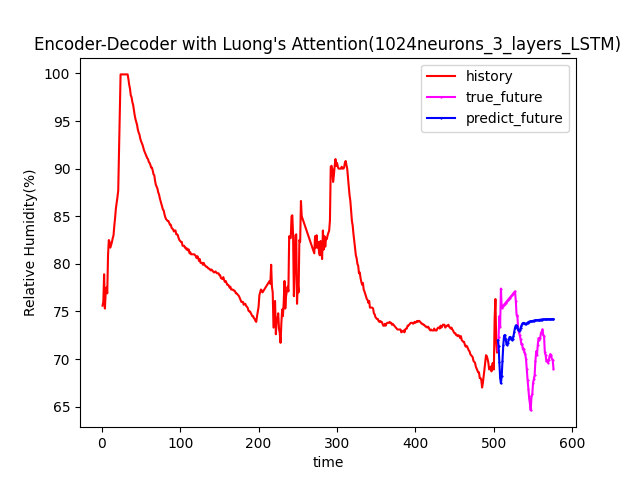 Encoder-Decoder with Luong's Attention(1024neurons_3_layers_LSTM)
history
true_future
predict_future
Relative Humidity(%)
100
95
90
85
80
75
70
65
0 100 200 300 400 500 600
time